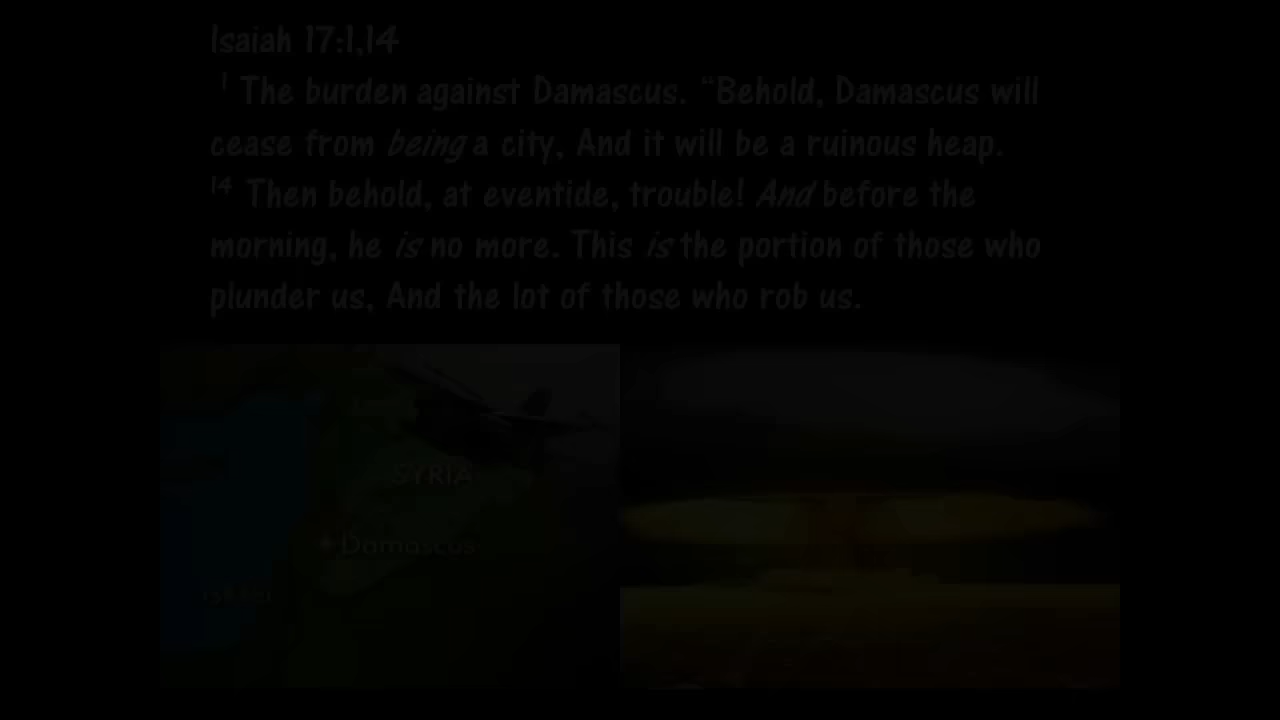 Isaiah 17:1,14
1 The burden against Damascus. “Behold, Damascus will
cease from being a city, And it will be a ruinous heap.
14 Then behold, at eventide, trouble! And before the
morning, he is no more. This is the portion of those who
plunder us, And the lot of those who rob us.
SYRIA
Damascus